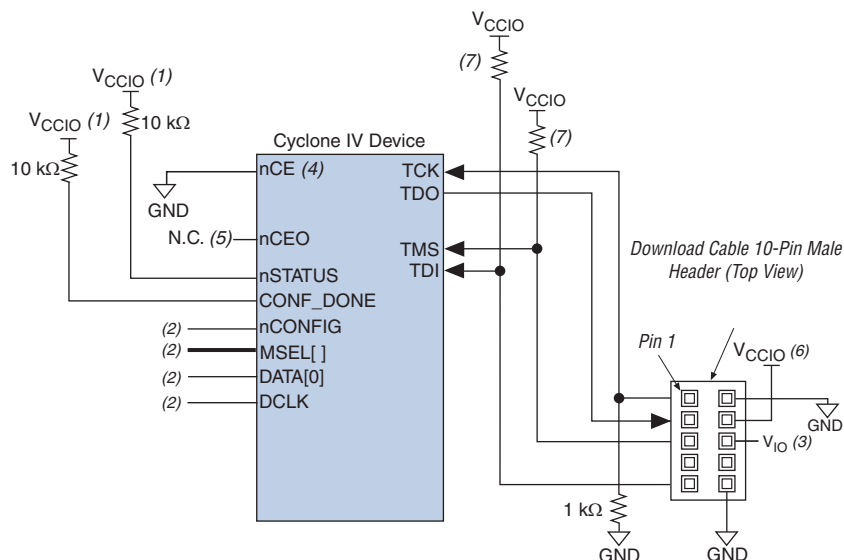 VCCIO
(7)
VCCIO (1)
VCCIO
VCCIO (1)
10 kΩ
(7)
10 kΩ
Cyclone IV Device
nCE (4)
TCK
TDO
GND
N.C. (5)
nCEO
TMS
TDI
Download Cable 10-Pin Male
Header (Top View)
nSTATUS
CONF_DONE
(2)
nCONFIG
(2)
MSEL[ ]
(2)
DATA[0]
(2)
DCLK
Pin 1
VCCIO (6)
GND
VIO (3)
1 kΩ
GND
GND